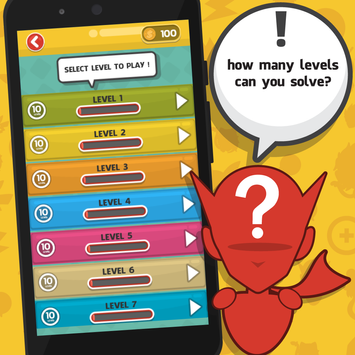 100
SELECT LEVEL TO PLAY !
10
LEVEL 1
10
LEVEL 2
10
LEVEL 3
10
LEVEL 4
10
LEVEL 5
10
LEVEL 6
10
LEVEL 7
!
how many levels
can you solve?
?